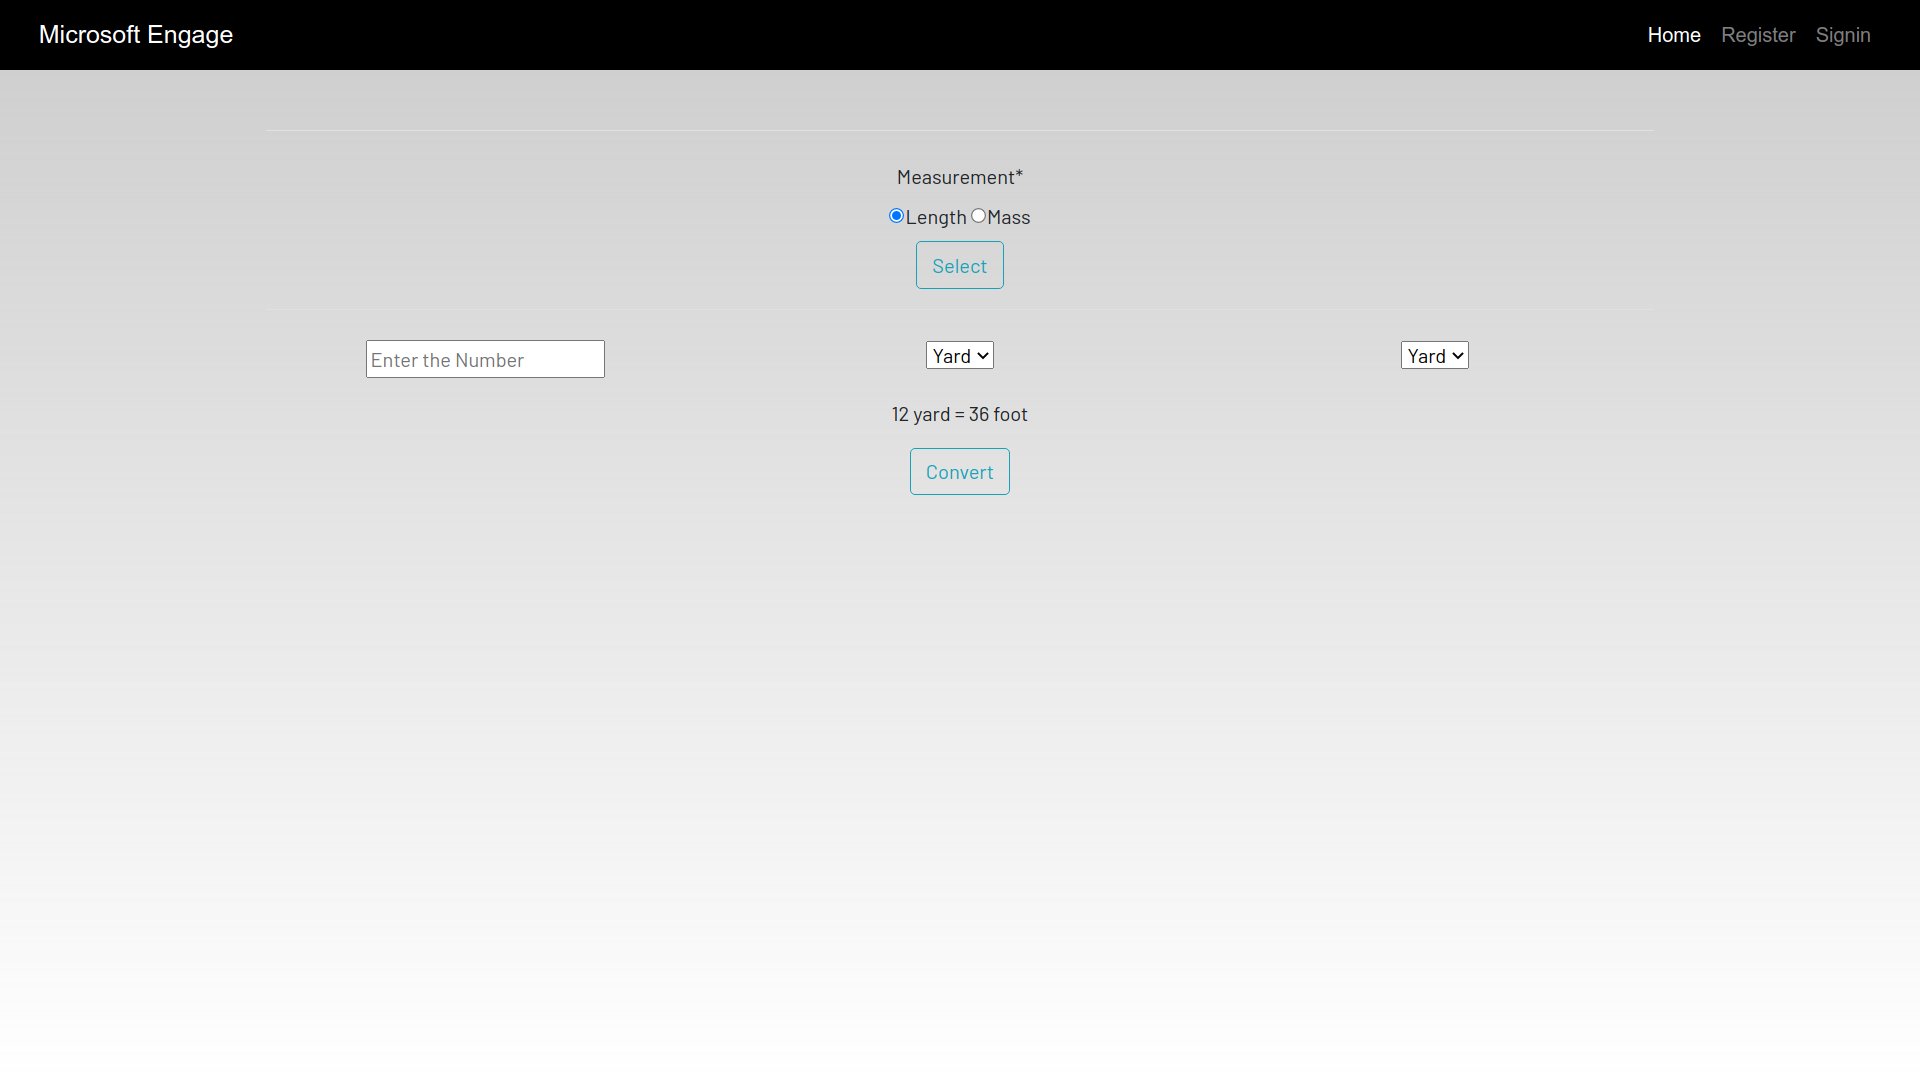 Microsoft Engage
Home Register Signin
Measurement*
Length Mass
Select
Enter the Number Yard Yard
12 yard = 36 foot
Convert